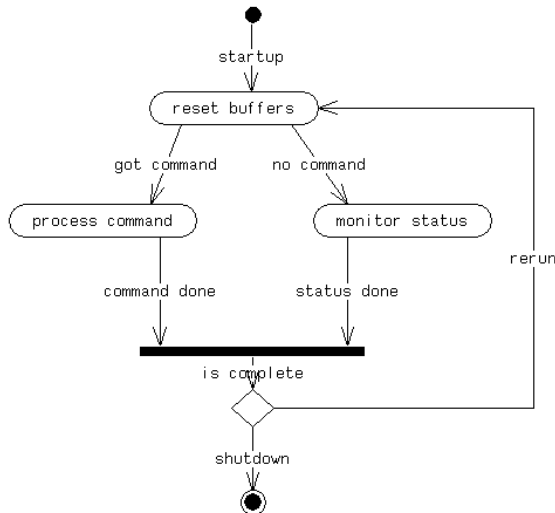 startup
reset buffers
got command
no command
process command
monitor status
rerun
command done
status done
is complete
shutdown